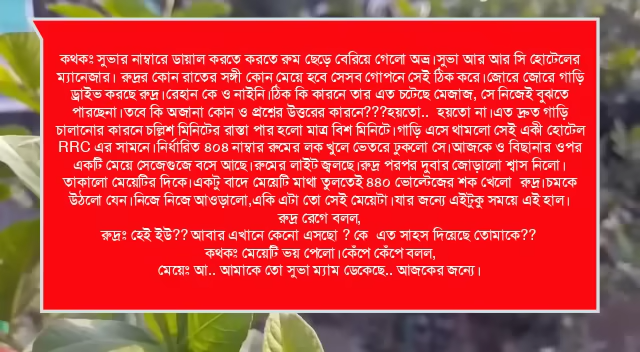 কথকঃ সুভার নাম্বারে ডায়াল করতে করতে রুম ছেড়ে বেরিয়ে গেলো অভ্র।সুভা আর আর সি হোটেলের
ম্যানেজার। রুদ্রর কোন রাতের সঙ্গী কোন মেয়ে হবে সেসব গোপনে সেই ঠিক করে।জোরে জোরে গাড়ি
ড্রাইভ করছে রুদ্র।রেহান কে ও নাইনি।ঠিক কি কারনে তার এত চটেছে মেজাজ, সে নিজেই বুঝতে
পারছেনা।তবে কি অজানা কোন ও প্রশ্নের উত্তরের কারনে???হয়তো.. হয়তো না।এত দ্রুত গাড়ি
চালানোর কারনে চল্লিশ মিনিটের রাস্তা পার হলো মাত্র বিশ মিনিটে।গাড়ি এসে থামলো সেই একী হোটেল
RRC এর সামনে।নির্ধারিত ৪০৪ নাম্বার রুমের লক খুলে ভেতরে ঢুকলো সে।আজকে ও বিছানার ওপর
একটি মেয়ে সেজেগুজে বসে আছে।রুমের লাইট জ্বলছে।রুদ্র পরপর দুবার জোড়ালো শ্বাস নিলো।
তাকালো মেয়েটির দিকে।একটু বাদে মেয়েটি মাথা তুলতেই ৪৪০ ভোল্টেজের শক খেলো রুদ্র।চমকে
উঠলো যেন।নিজে নিজে আওড়ালো,একি এটা তো সেই মেয়েটা।যার জন্যে এইটুকু সময়ে এই হাল।
রুদ্র রেগে বলল,
রুদ্রঃ হেই ইউ?? আবার এখানে কেনো এসছো ? কে এত সাহস দিয়েছে তোমাকে??
কথকঃ মেয়েটি ভয় পেলো।কেঁপে কেঁপে বলল,
মেয়েঃ আ.. আমাকে তো সুভা ম্যাম ডেকেছে.. আজকের জন্যে।